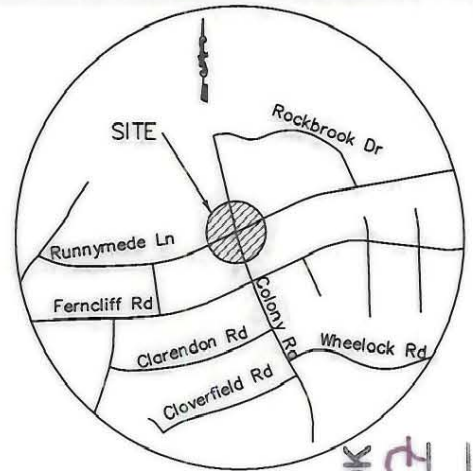 Rockbrook Dr
SITE
Runnymede Ln
Ferncliff Rd
Colony Rd
Clarendon Rd
Wheelock Rd
Cloverfield Rd